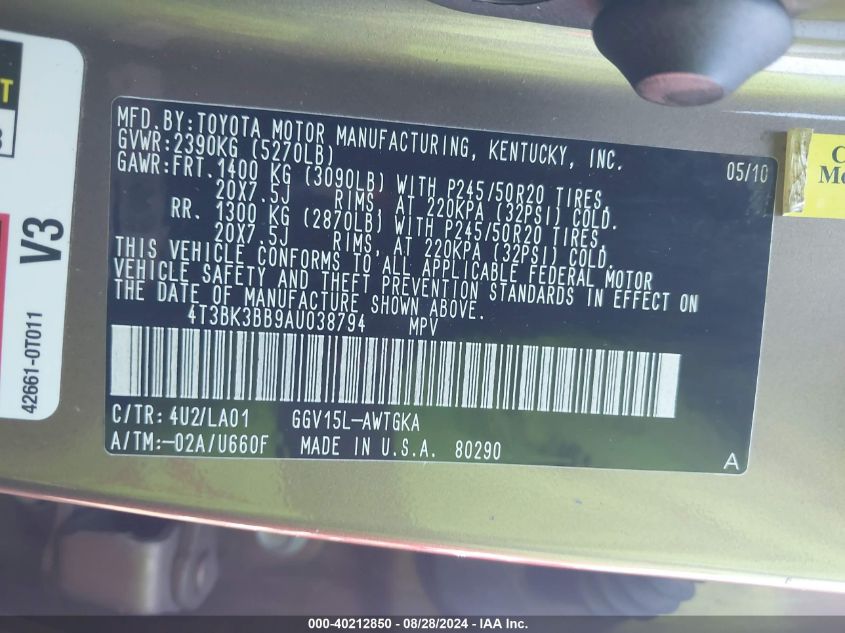 MFD.BY:TOYOTA MOTOR MANUFACTURING, KENTUCKY, INC.
GVWR:2390KG (5270LB) 05/10
GAWR:FRT.1400 KG (3090LB) WITH P245/50R20 TIRES,
20X7.5J RIMS, AT 220KPA (32PSI) COLD.
RR. 1300 KG (2870LB) WITH P245/50R20 TIRES,
20X7.5J RIMS, AT 220KPA (32PSI) COLD.
THIS VEHICLE CONFORMS TO ALL APPLICABLE FEDERAL MOTOR
VEHICLE SAFETY AND THEFT PREVENTION STANDARDS IN EFFECT ON
THE DATE OF MANUFACTURE SHOWN ABOVE.
4T3BK3BB9AU038794 MPV
C/TR: 4U2/LA01 GGV15L-AWTGKA
A/TM:-02A/U660F MADE IN U.S.A. 80290
A
V3
42661-0T011
000-40212850 / 08/28/2024 - IAA Inc.